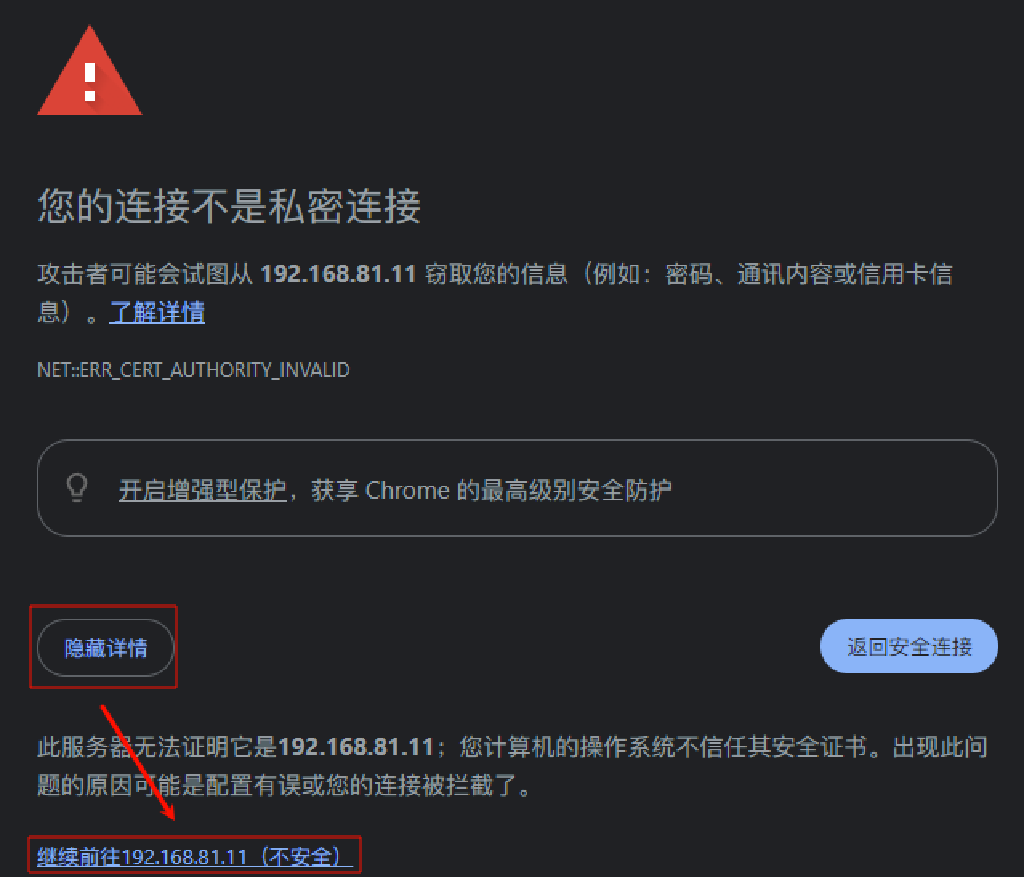 您的连接不是私密连接
攻击者可能会试图从 192.168.81.11 窃取您的信息（例如：密码、通讯内容或信用卡信
息）。了解详情
NET::ERR_CERT_AUTHORITY_INVALID
开启增强型保护，获享 Chrome 的最高级别安全防护
隐藏详情
返回安全连接
此服务器无法证明它是192.168.81.11；您计算机的操作系统不信任其安全证书。出现此问
题的原因可能是配置有误或您的连接被拦截了。
继续前往192.168.81.11（不安全）